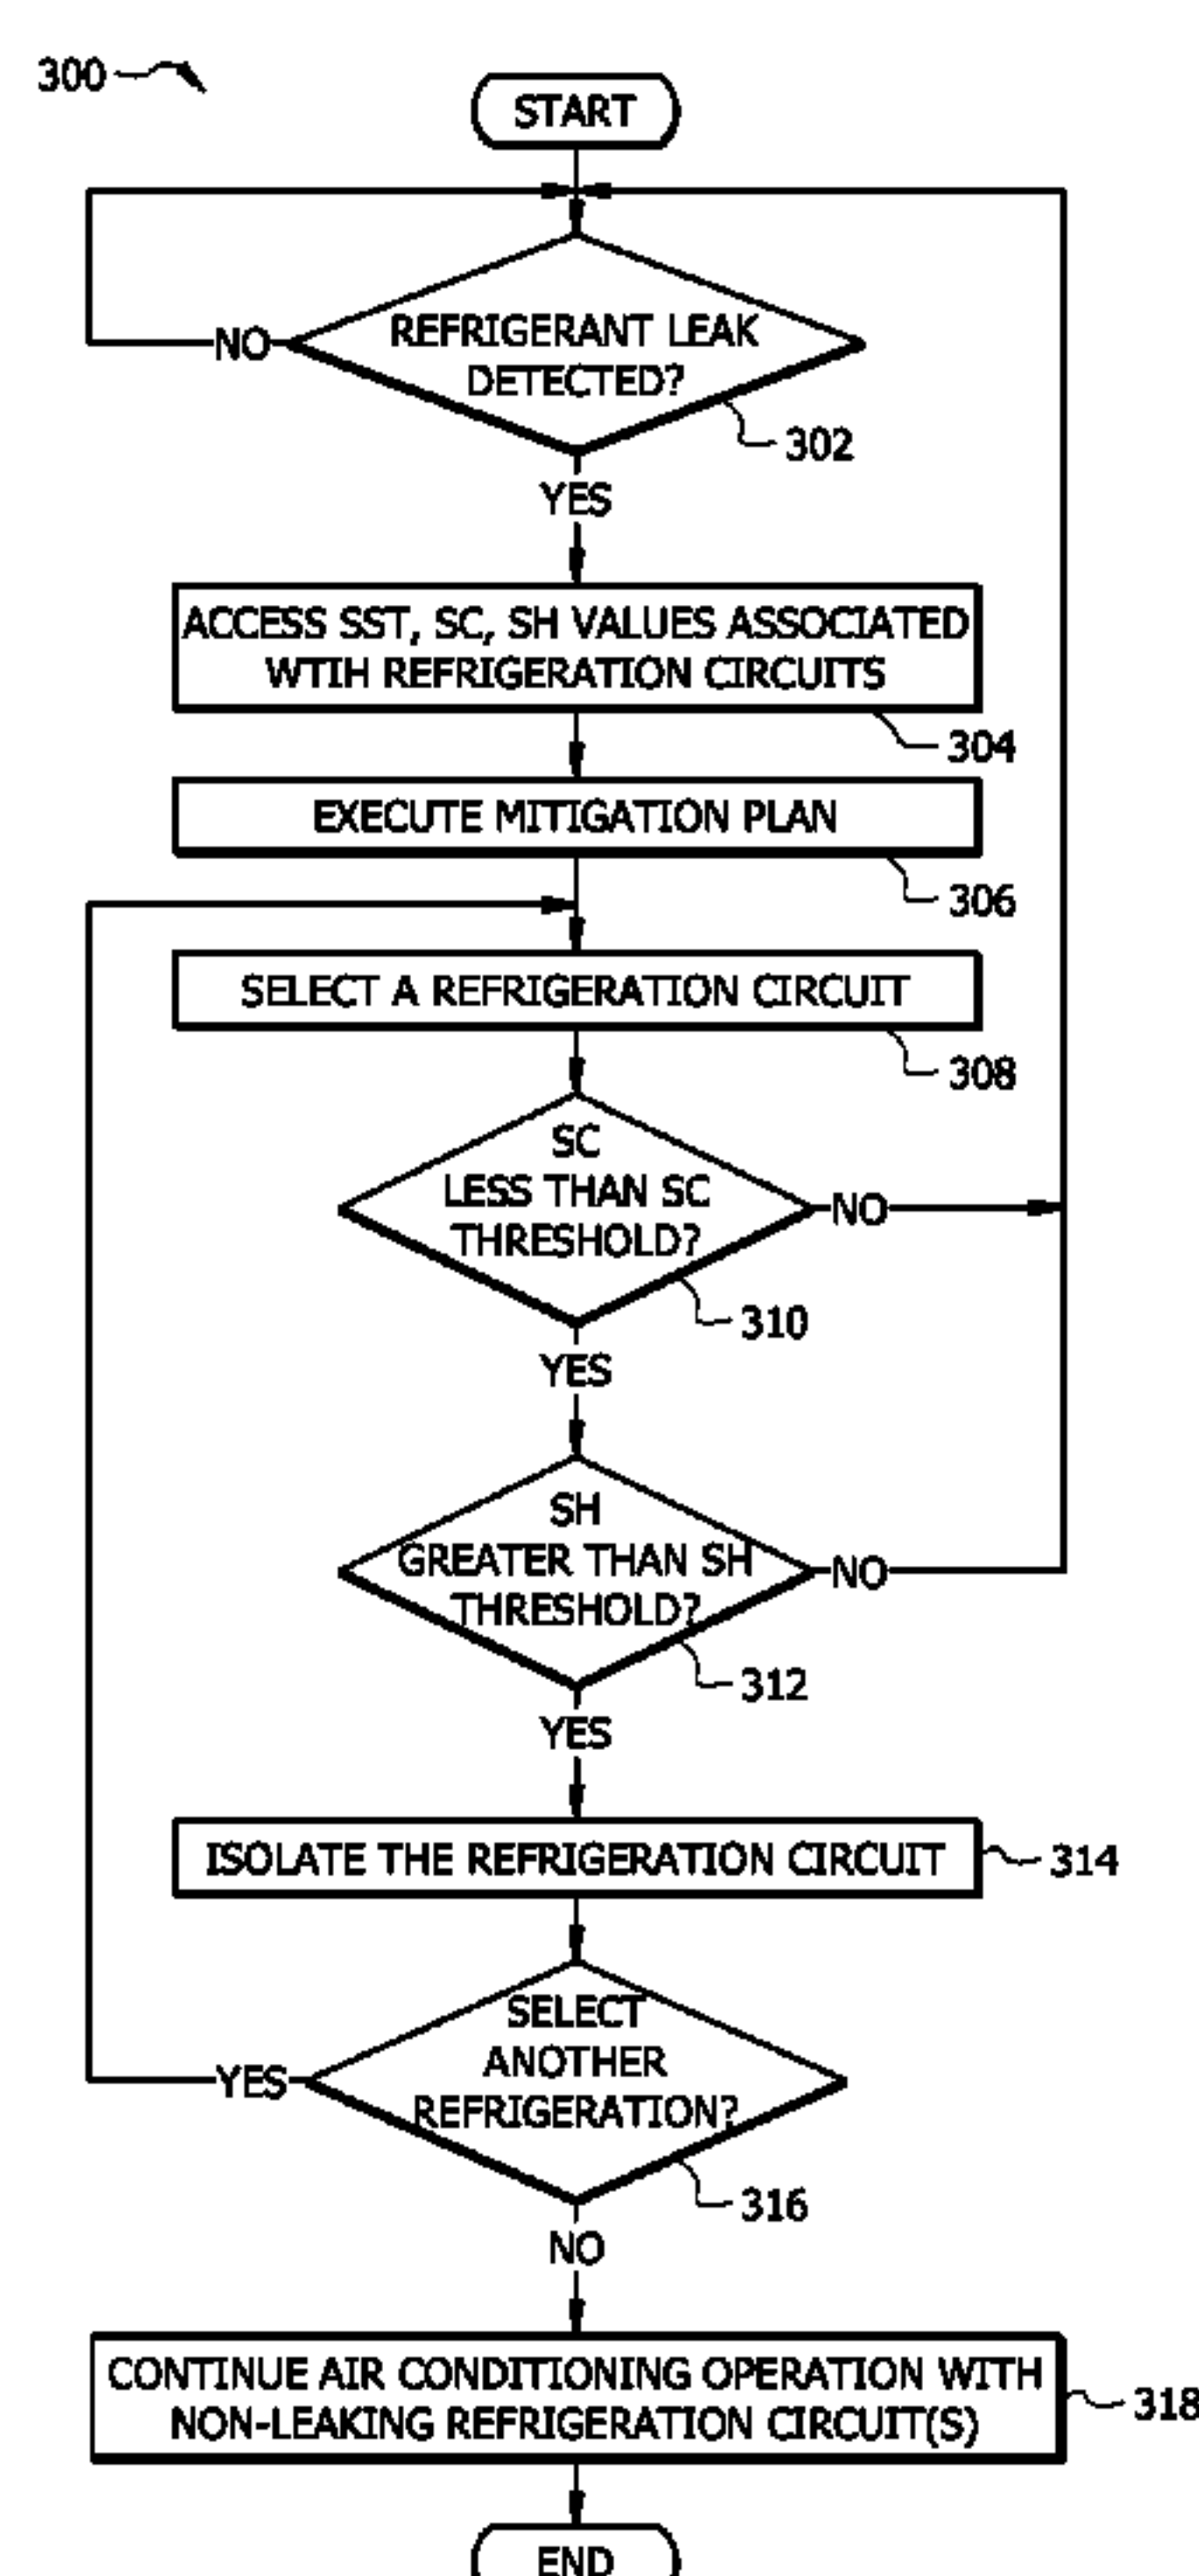 300
START
REFRIGERANT LEAK
DETECTED?
NO
302
YES
ACCESS SST, SC, SH VALUES ASSOCIATED
WTIH REFRIGERATION CIRCUITS
304
EXECUTE MITIGATION PLAN
306
SELECT A REFRIGERATION CIRCUIT
308
SC
LESS THAN SC
THRESHOLD?
NO
310
YES
SH
GREATER THAN SH
THRESHOLD?
NO
312
YES
ISOLATE THE REFRIGERATION CIRCUIT
314
SELECT
ANOTHER
REFRIGERATION?
YES
316
NO
CONTINUE AIR CONDITIONING OPERATION WITH
NON-LEAKING REFRIGERATION CIRCUIT(S)
318
END